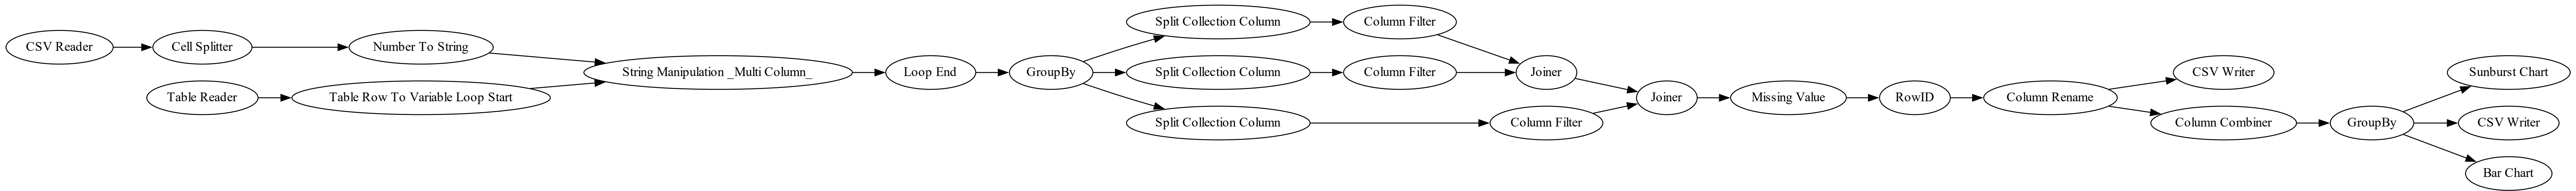 CSV Reader
Cell Splitter
Number To String
Table Reader
Table Row To Variable Loop Start
String Manipulation _Multi Column_
Loop End
GroupBy
Split Collection Column
Column Filter
Split Collection Column
Column Filter
Joiner
Split Collection Column
Column Filter
Joiner
Missing Value
RowID
Column Rename
CSV Writer
Column Combiner
GroupBy
Sunburst Chart
CSV Writer
Bar Chart